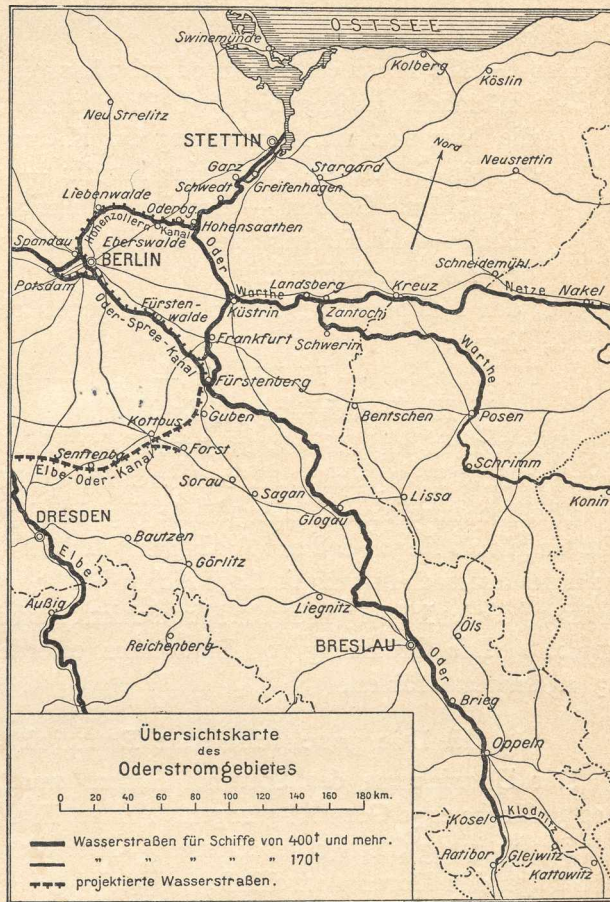 OSTSEE
Swinemünde
Kolberg
Köslin
Neu Strelitz
STETTIN
Nord
Garz
Stargard
Neustettin
Schwedt
Greifenhagen
Liebenwalde
Oderbg.
Hohensaathen
Hohenzollern Kanal
Spandau
Eberswalde
BERLIN
Oder
Schneidemühl
Potsdam
Warthe
Landsberg
Kreuz
Netze
Nakel
Küstrin
Zantoch
Fürsten-
walde
Oder-Spree-Kanal
Frankfurt
Schwerin
Warthe
Fürstenberg
Guben
Bentschen
Posen
Kottbus
Senftenbg.
Forst
Schrimm
Elbe-Oder-Kanal
Sorau
Sagan
Lissa
Konin
Glogau
DRESDEN
Elbe
Bautzen
Görlitz
Außig
Liegnitz
Reichenberg
BRESLAU
Öls
Oder
Brieg
Oppeln
Kosel
Klodnitz
Ratibor
Gleiwitz
Kattowitz
Übersichtskarte
des
Oderstromgebietes
0 20 40 60 80 100 120 140 160 180 km.
Wasserstraßen für Schiffe von 400t und mehr.
" " " " " 170t
projektierte Wasserstraßen.